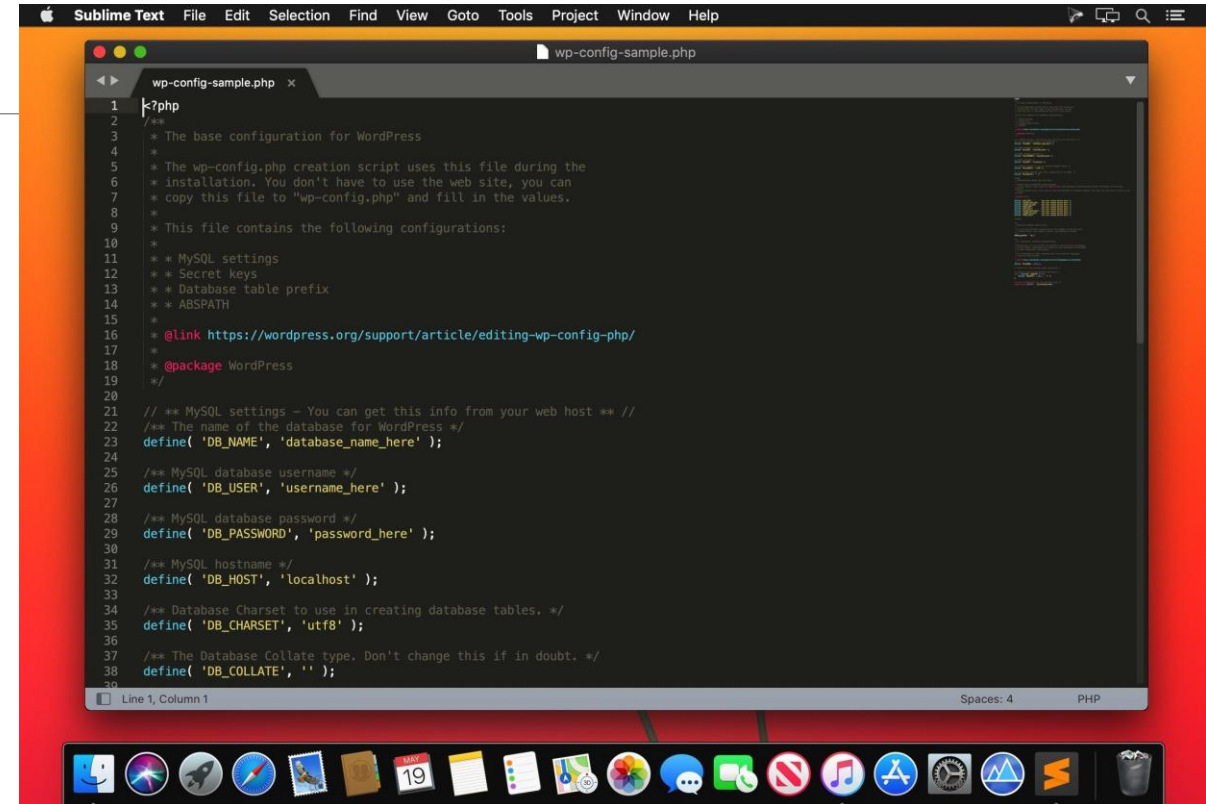 Sublime Text File Edit Selection Find View Goto Tools Project Window Help
wp-config-sample.php
wp-config-sample.php ×
1 <?php
2 /**
3  * The base configuration for WordPress
4  *
5  * The wp-config.php creation script uses this file during the
6  * installation. You don't have to use the web site, you can
7  * copy this file to "wp-config.php" and fill in the values.
8  *
9  * This file contains the following configurations:
10  *
11  * * MySQL settings
12  * * Secret keys
13  * * Database table prefix
14  * * ABSPATH
15  *
16  * @link https://wordpress.org/support/article/editing-wp-config-php/
17  *
18  * @package WordPress
19  */
20
21 // ** MySQL settings - You can get this info from your web host ** //
22 /** The name of the database for WordPress */
23 define( 'DB_NAME', 'database_name_here' );
24
25 /** MySQL database username */
26 define( 'DB_USER', 'username_here' );
27
28 /** MySQL database password */
29 define( 'DB_PASSWORD', 'password_here' );
30
31 /** MySQL hostname */
32 define( 'DB_HOST', 'localhost' );
33
34 /** Database Charset to use in creating database tables. */
35 define( 'DB_CHARSET', 'utf8' );
36
37 /** The Database Collate type. Don't change this if in doubt. */
38 define( 'DB_COLLATE', '' );
39
Line 1, Column 1 Spaces: 4 PHP
MAY
19